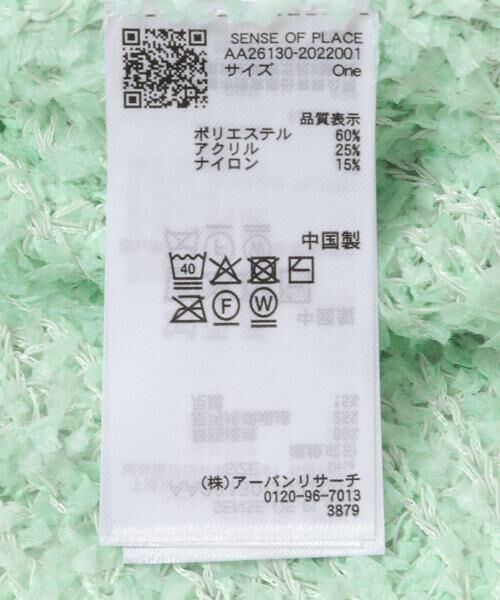 SENSE OF PLACE
AA26130-2022001
サイズ One
品質表示
ポリエステル 60%
アクリル 25%
ナイロン 15%
中国製
40
F W
(株)アーバンリサーチ
0120-96-7013
3879